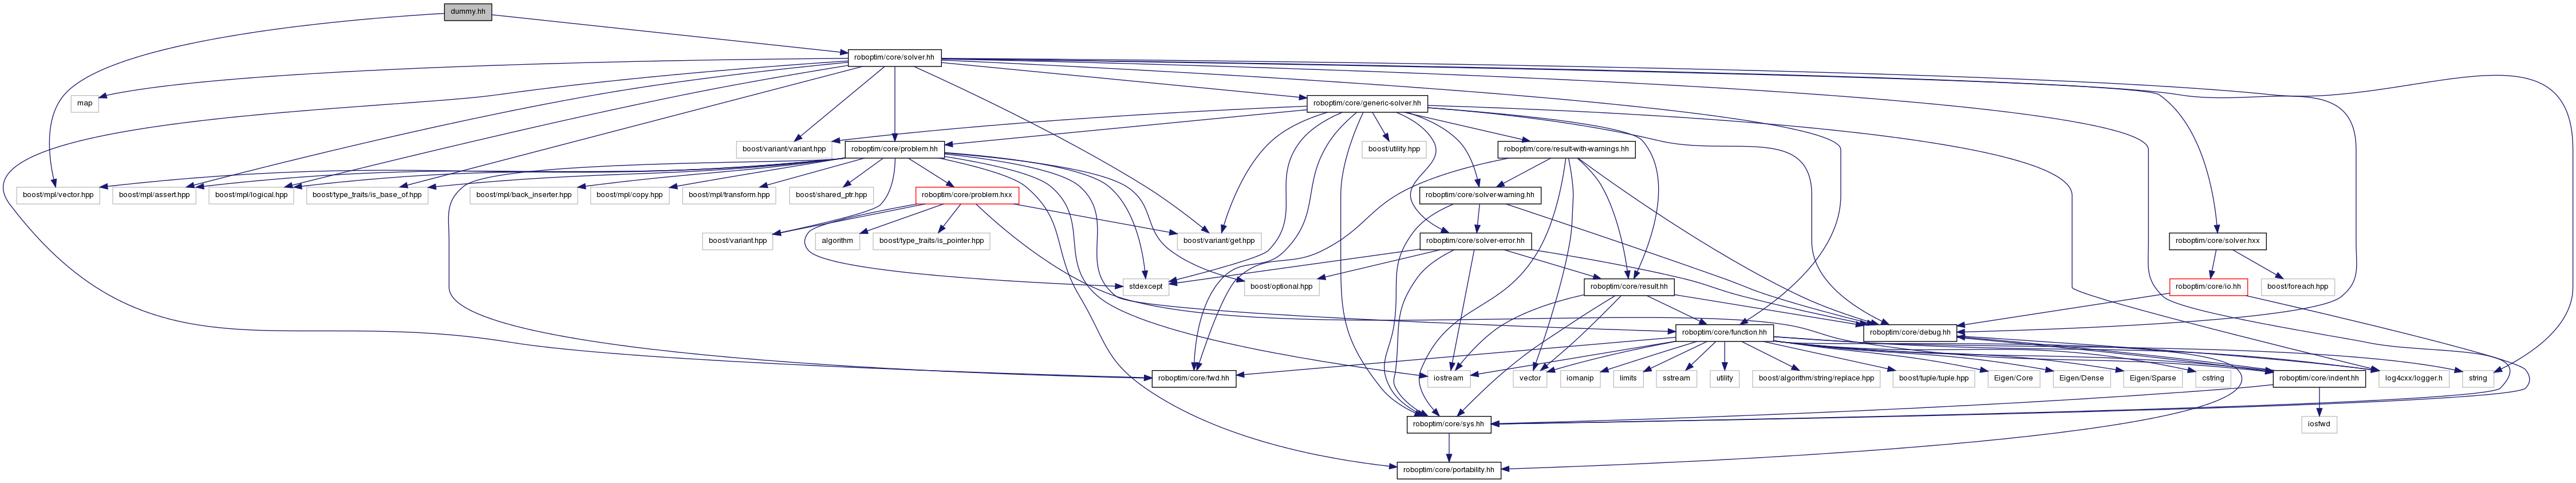 dummy.hh
roboptim/core/solver.hh
map
roboptim/core/generic-solver.hh
boost/variant/variant.hpp
roboptim/core/problem.hh
boost/utility.hpp
roboptim/core/result-with-warnings.hh
boost/mpl/vector.hpp
boost/mpl/assert.hpp
boost/mpl/logical.hpp
boost/type_traits/is_base_of.hpp
boost/mpl/back_inserter.hpp
boost/mpl/copy.hpp
boost/mpl/transform.hpp
boost/shared_ptr.hpp
roboptim/core/problem.hxx
roboptim/core/solver-warning.hh
boost/variant.hpp
algorithm
boost/type_traits/is_pointer.hpp
boost/variant/get.hpp
roboptim/core/solver-error.hh
roboptim/core/solver.hxx
stdexcept
boost/optional.hpp
roboptim/core/result.hh
roboptim/core/io.hh
boost/foreach.hpp
roboptim/core/function.hh
roboptim/core/debug.hh
roboptim/core/fwd.hh
iostream
vector
iomanip
limits
sstream
utility
boost/algorithm/string/replace.hpp
boost/tuple/tuple.hpp
Eigen/Core
Eigen/Dense
Eigen/Sparse
cstring
roboptim/core/indent.hh
log4cxx/logger.h
string
roboptim/core/sys.hh
iosfwd
roboptim/core/portability.hh